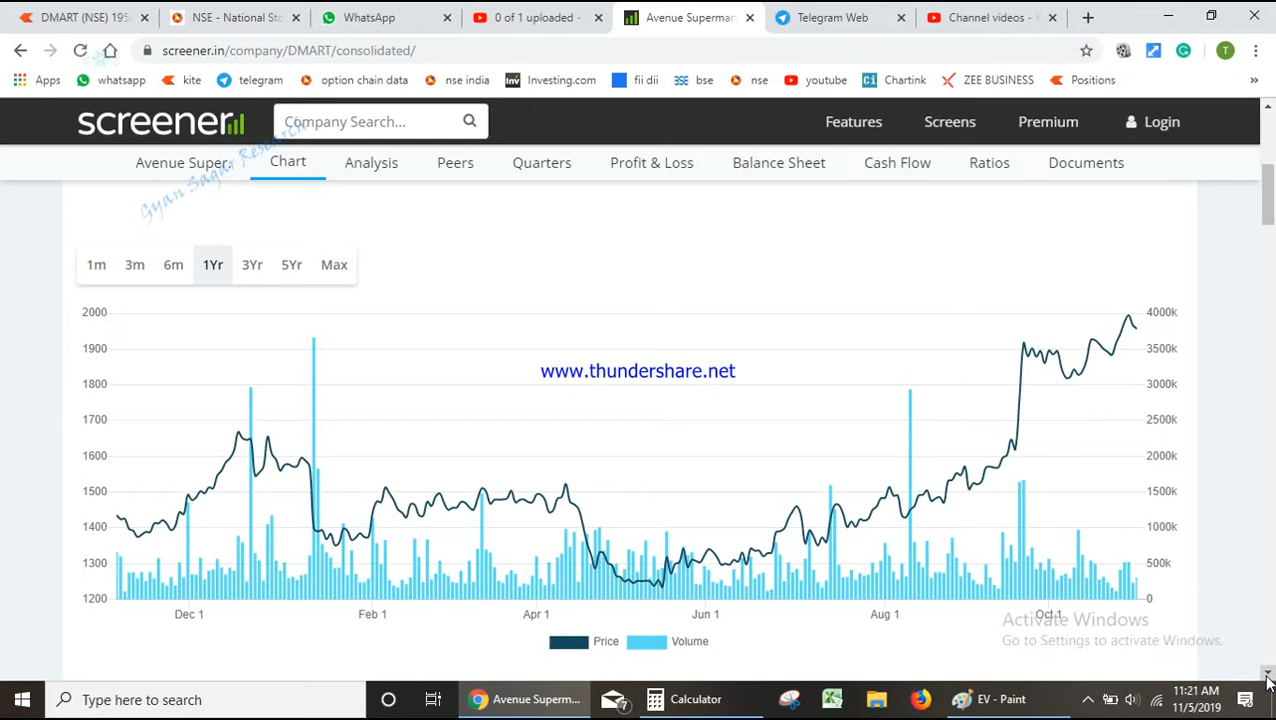 DMART (NSE) 195
NSE - National Sto
WhatsApp
0 of 1 uploaded -
Avenue Supermar
Telegram Web
Channel videos - Y
screener.in/company/DMART/consolidated/
T
Apps
whatsapp
kite
telegram
option chain data
nse india
Inv
Investing.com
fii dii
bse
nse
youtube
Chartink
ZEE BUSINESS
Positions
screener
Company Search...
Features
Screens
Premium
Login
Avenue Super.
Chart
Analysis
Peers
Quarters
Profit & Loss
Balance Sheet
Cash Flow
Ratios
Documents
Gyan Sagar Research
1m
3m
6m
1Yr
3Yr
5Yr
Max
2000
4000k
1900
3500k
www.thundershare.net
1800
3000k
1700
2500k
1600
2000k
1500
1500k
1400
1000k
1300
500k
1200
0
Dec 1
Feb 1
Apr 1
Jun 1
Aug 1
Oct 1
Activate Windows
Go to Settings to activate Windows.
Price
Volume
Type here to search
Avenue Superm...
7
Calculator
EV - Paint
11:21 AM
11/5/2019